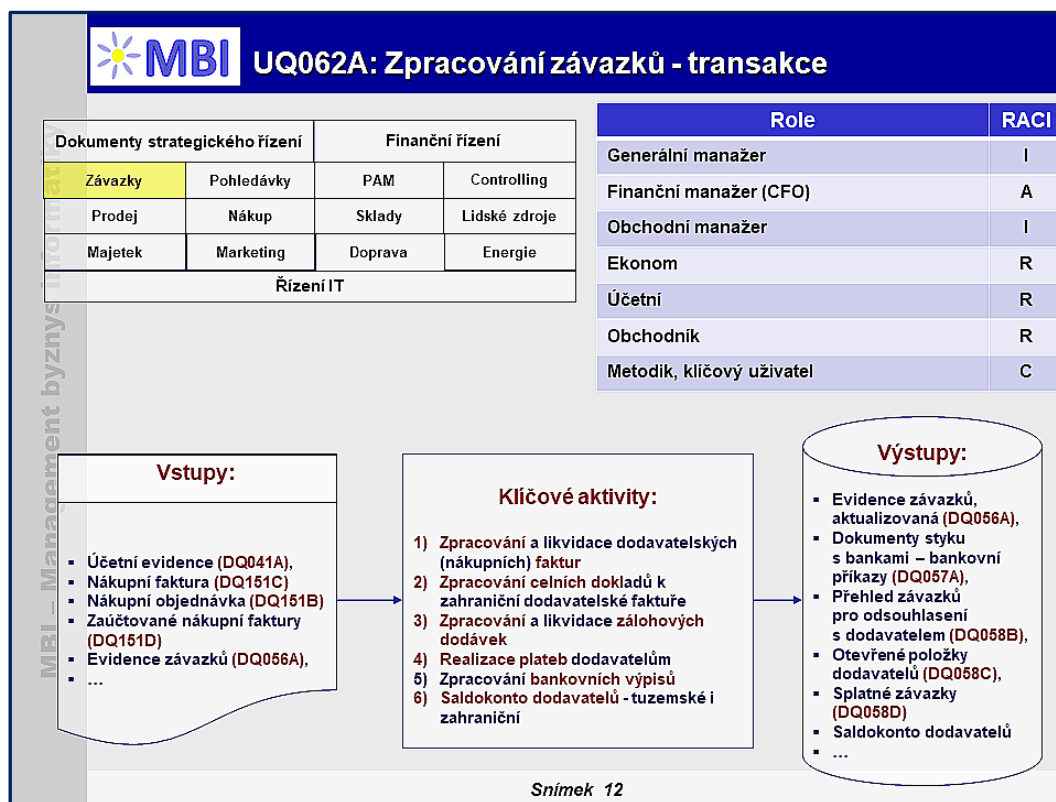 MBI
UQ062A: Zpracování závazků - transakce
MBI – Management byznys informatiky
Dokumenty strategického řízení
Finanční řízení
Závazky
Pohledávky
PAM
Controlling
Prodej
Nákup
Sklady
Lidské zdroje
Majetek
Marketing
Doprava
Energie
Řízení IT
Role RACI
Generální manažer I
Finanční manažer (CFO) A
Obchodní manažer I
Ekonom R
Účetní R
Obchodník R
Metodik, klíčový uživatel C
Vstupy:
▪ Účetní evidence (DQ041A),
▪ Nákupní faktura (DQ151C)
▪ Nákupní objednávka (DQ151B)
▪ Zaúčtované nákupní faktury
(DQ151D)
▪ Evidence závazků (DQ056A),
▪ …
Klíčové aktivity:
1) Zpracování a likvidace dodavatelských
(nákupních) faktur
2) Zpracování celních dokladů k
zahraniční dodavatelské faktuře
3) Zpracování a likvidace zálohových
dodávek
4) Realizace plateb dodavatelům
5) Zpracování bankovních výpisů
6) Saldokonto dodavatelů - tuzemské i
zahraniční
Výstupy:
▪ Evidence závazků,
aktualizovaná (DQ056A),
▪ Dokumenty styku
s bankami – bankovní
příkazy (DQ057A),
▪ Přehled závazků
pro odsouhlasení
s dodavatelem (DQ058B),
▪ Otevřené položky
dodavatelů (DQ058C),
▪ Splatné závazky
(DQ058D)
▪ Saldokonto dodavatelů
▪ …
Snímek 12